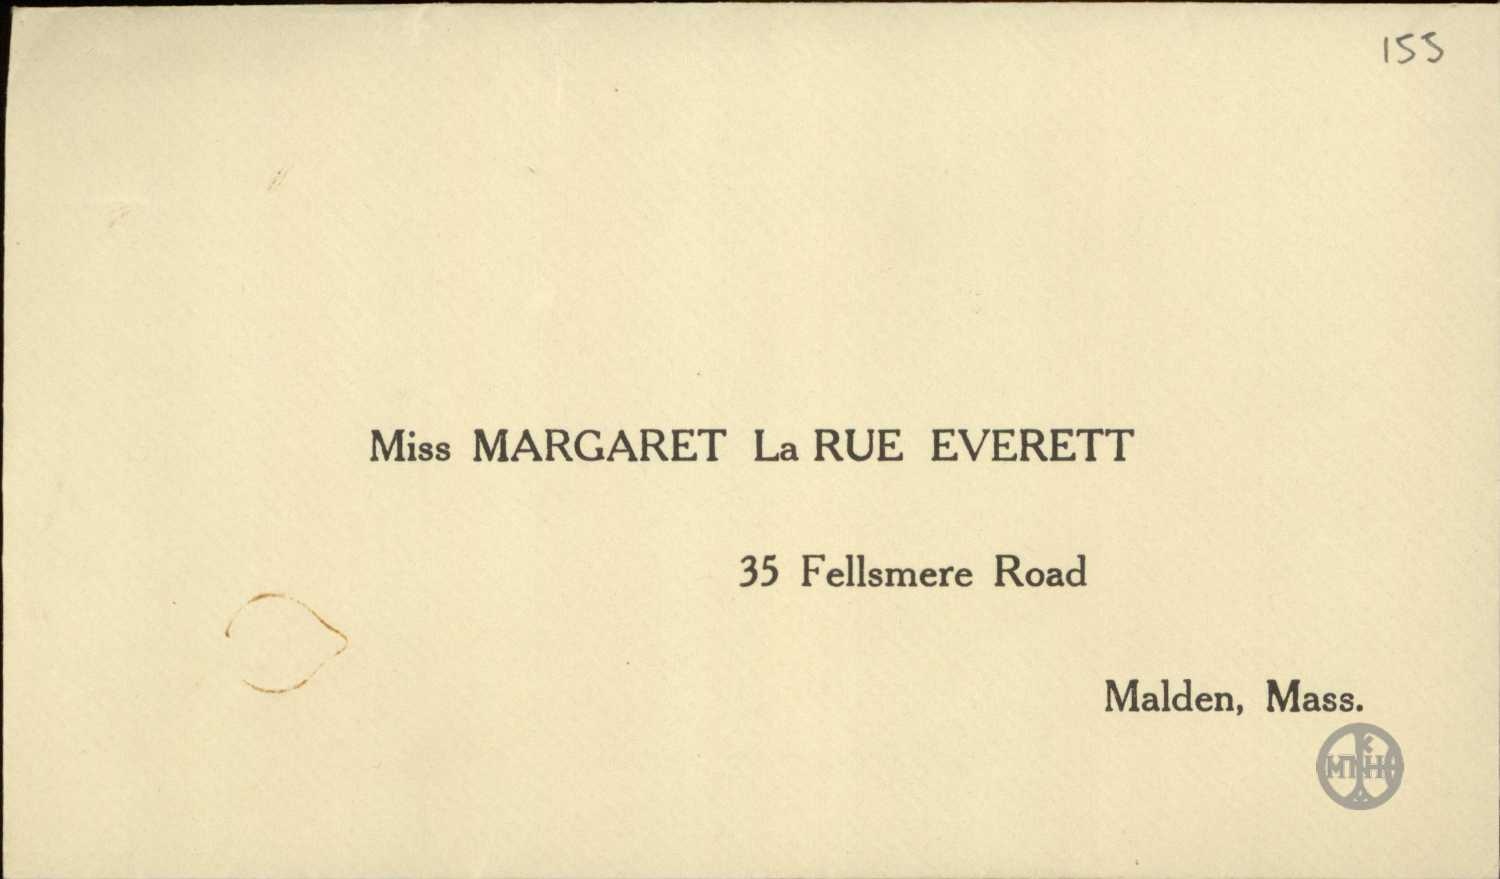 155
Miss MARGARET La RUE EVERETT
35 Fellsmere Road
Malden, Mass.